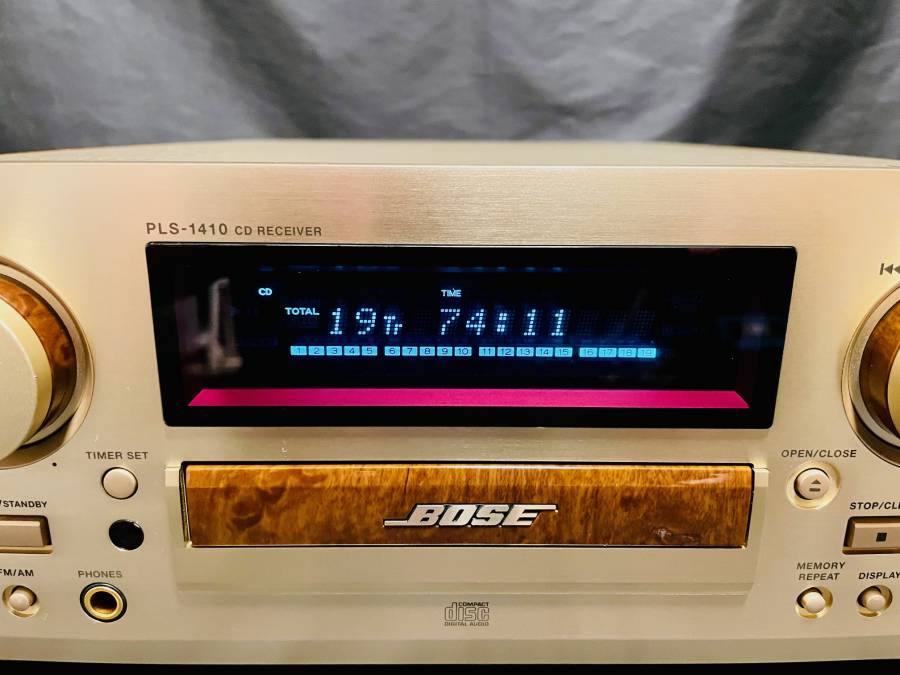 PLS-1410 CD RECEIVER
CD
TIME
TOTAL 19 74:11
1 2 3 4 5 6 7 8 9 10 11 12 13 14 15 16 17 18 19
TIMER SET
OPEN/CLOSE
BOSE
/STANDBY
STOP/CLE
FM/AM
PHONES
MEMORY
REPEAT
DISPLAY
COMPACT
disc
DIGITAL AUDIO